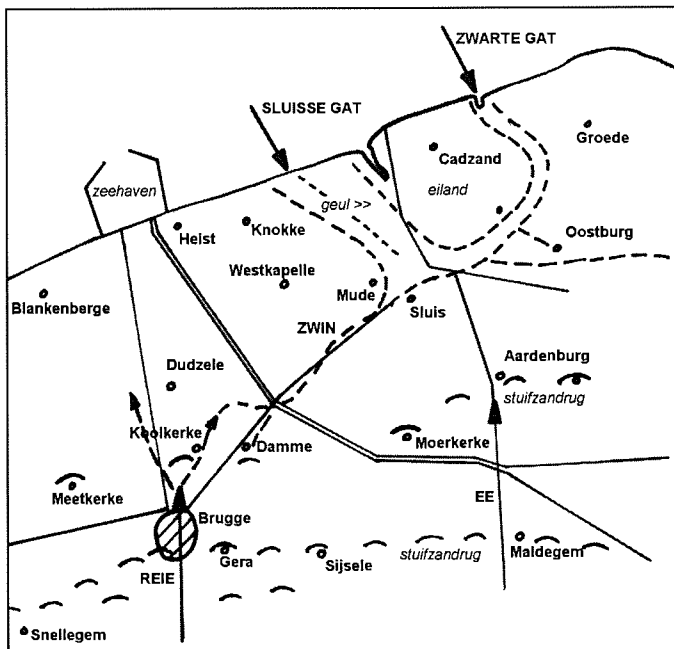 ZWARTE GAT
SLUISSE GAT
Groede
Cadzand
zeehaven
eiland
geul >>
Heist
Knokke
Oostburg
Westkapelle
Mude
Blankenberge
Sluis
ZWIN
Dudzele
Aardenburg
stuifzandrug
Koolkerke
Damme
Moerkerke
Meetkerke
EE
Brugge
Gera
Sijsele
stuifzandrug
Maldegem
REIE
Snellegem